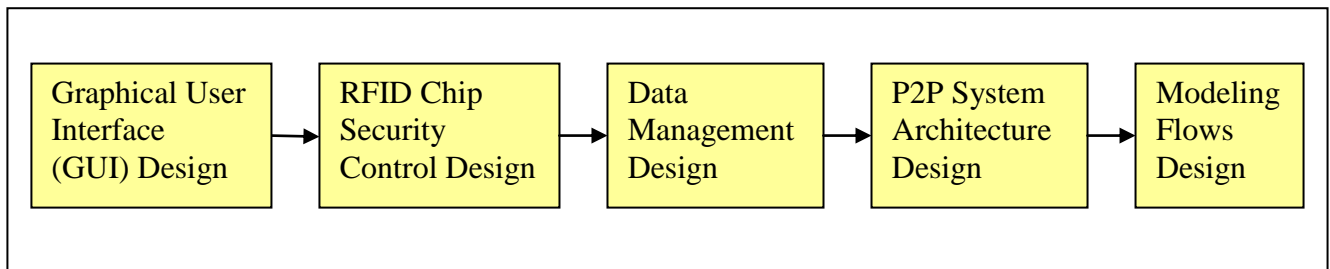 Graphical User
Interface
(GUI) Design
RFID Chip
Security
Control Design
Data
Management
Design
P2P System
Architecture
Design
Modeling
Flows
Design